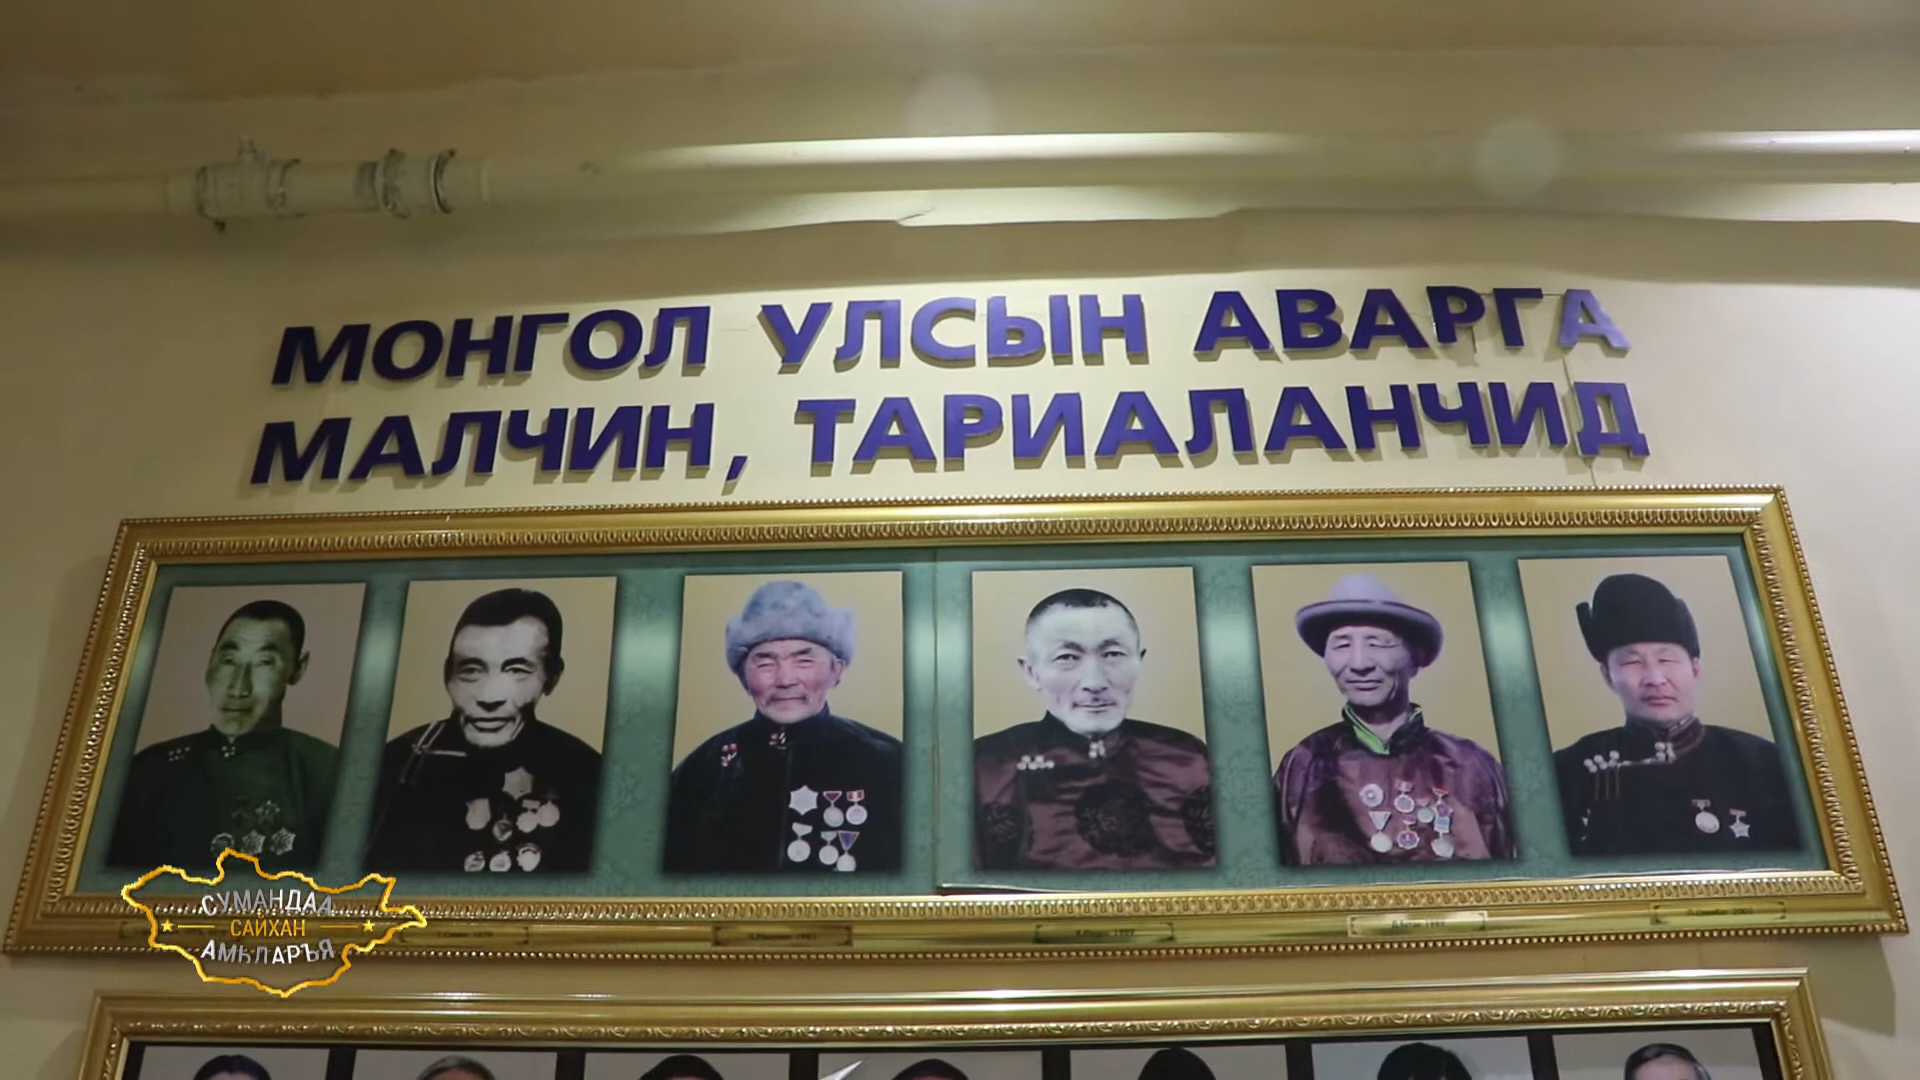 МОНГОЛ УЛСЫН АВАРГА
МАЛЧИН, ТАРИАЛАНЧИД
СУМАНДАА
САЙХАН
АМЬДАРЪЯ